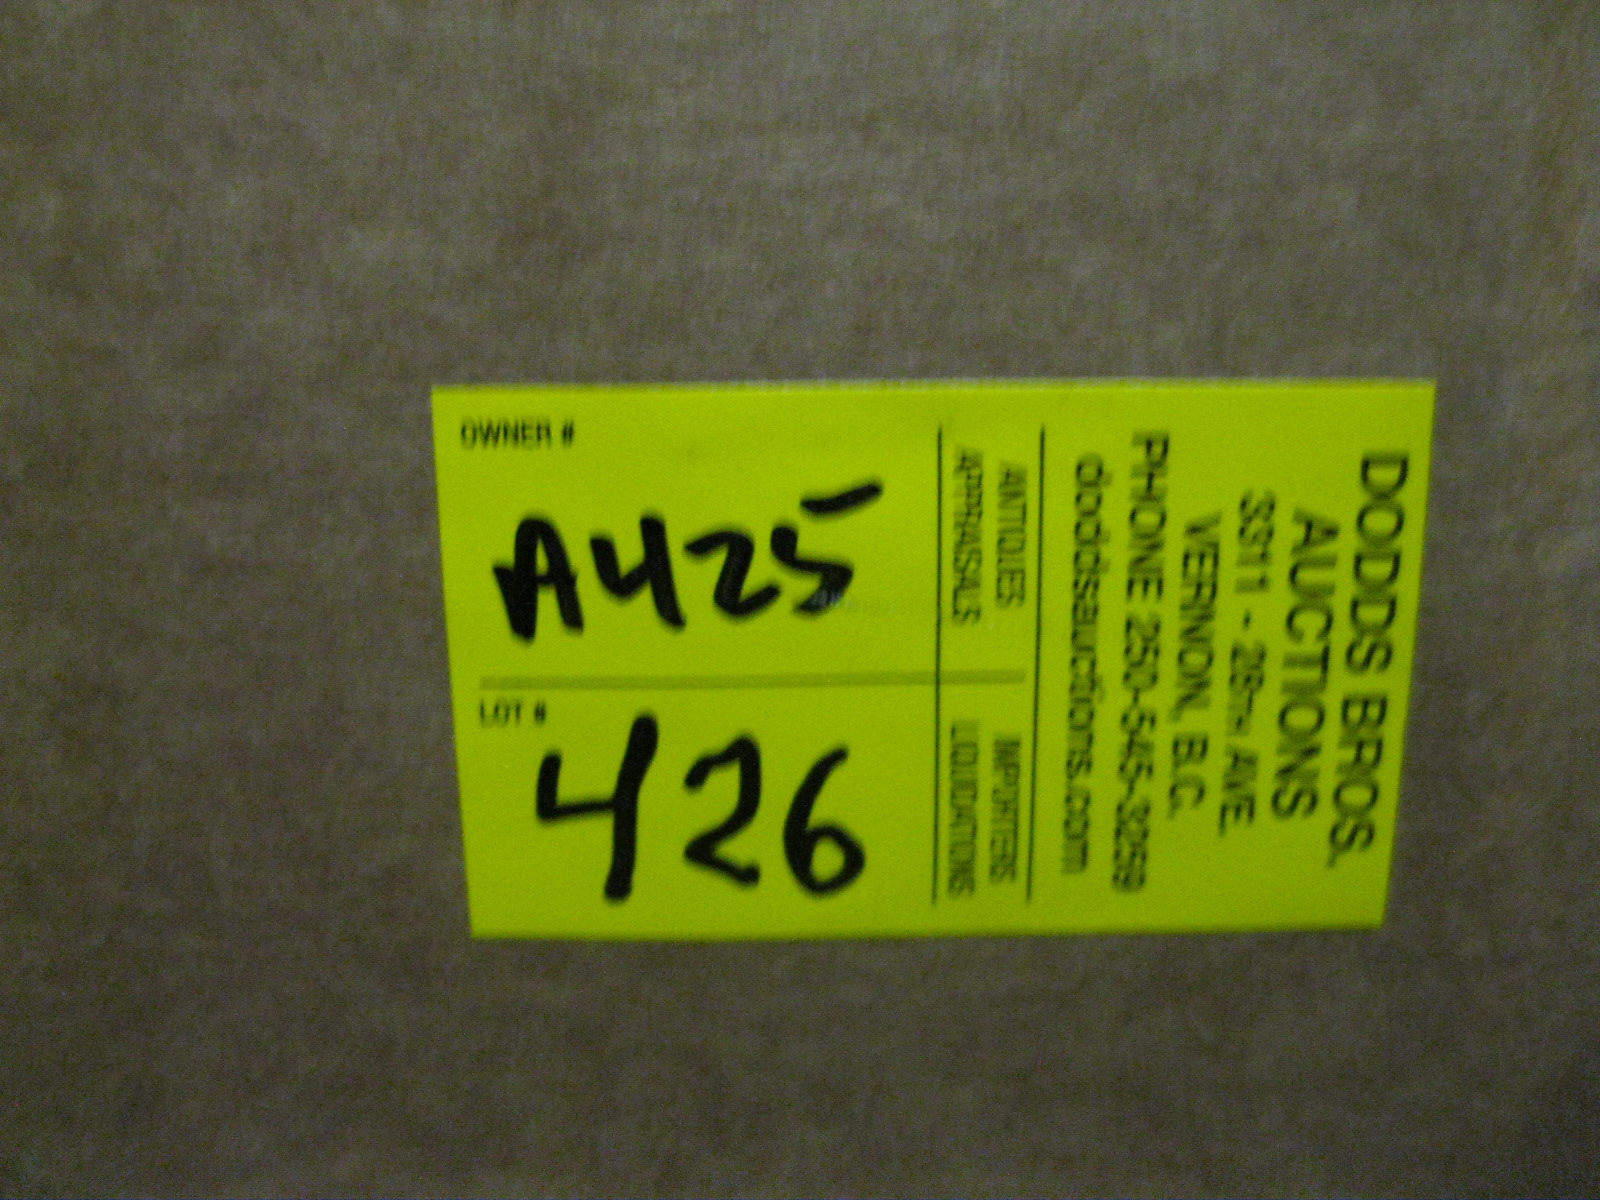 OWNER #
A425
LOT #
426
ANTIQUES
APPRAISALS
IMPORTERS
LIQUIDATIONS
DODDS BROS.
AUCTIONS
3311 - 28TH AVE.
VERNON, B.C.
PHONE 250-545-3259
doddsauctions.com